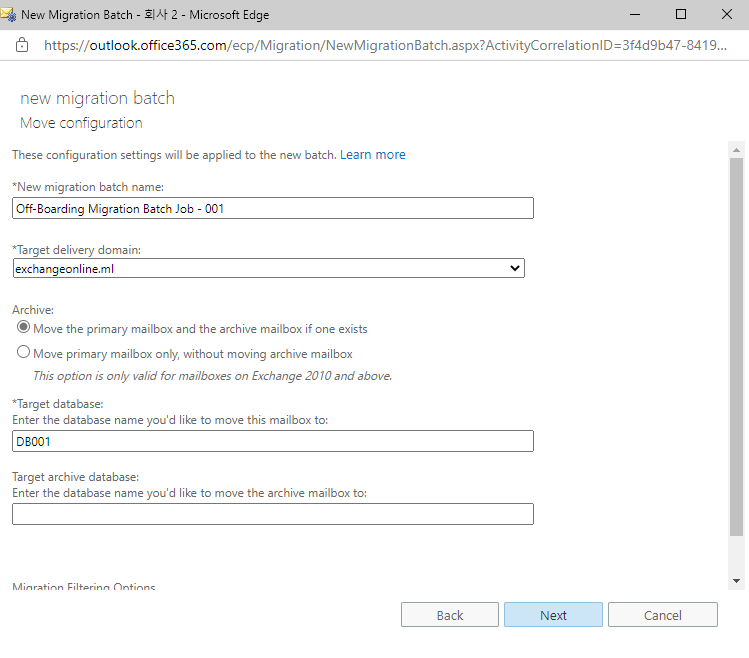 New Migration Batch - 회사 2 - Microsoft Edge
https://outlook.office365.com/ecp/Migration/NewMigrationBatch.aspx?ActivityCorrelationID=3f4d9b47-8419...
new migration batch
Move configuration
These configuration settings will be applied to the new batch. Learn more
*New migration batch name:
Off-Boarding Migration Batch Job - 001
*Target delivery domain:
exchangeonline.ml
Archive:
Move the primary mailbox and the archive mailbox if one exists
Move primary mailbox only, without moving archive mailbox
This option is only valid for mailboxes on Exchange 2010 and above.
*Target database:
Enter the database name you'd like to move this mailbox to:
DB001
Target archive database:
Enter the database name you'd like to move the archive mailbox to:
Migration Filtering Options
Back
Next
Cancel